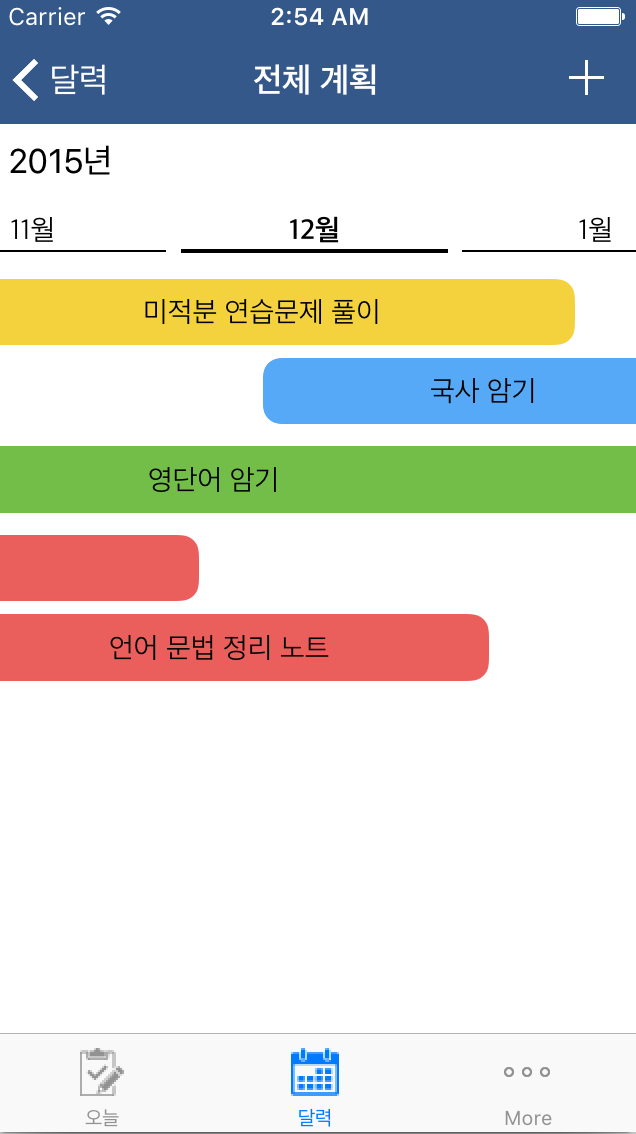 Carrier 2:54 AM
달력 전체 계획
2015년
11월 12월 1월
미적분 연습문제 풀이
국사 암기
영단어 암기
언어 문법 정리 노트
오늘 달력 More